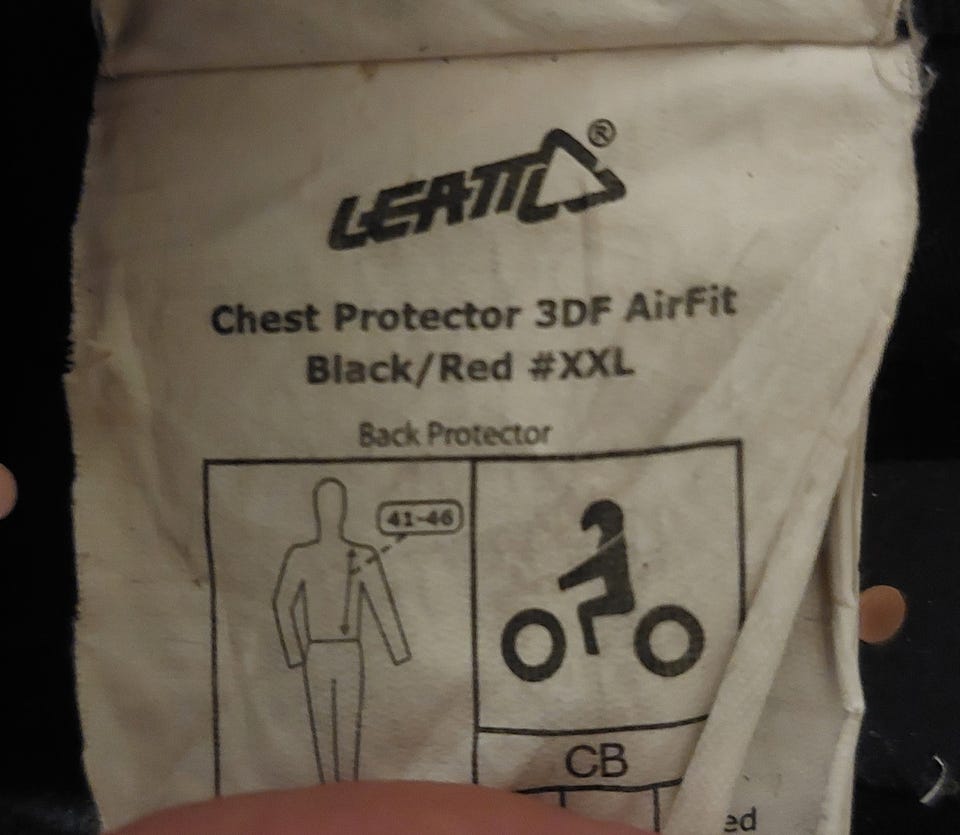 LEATT®
Chest Protector 3DF AirFit
Black/Red #XXL
Back Protector
41-46
CB